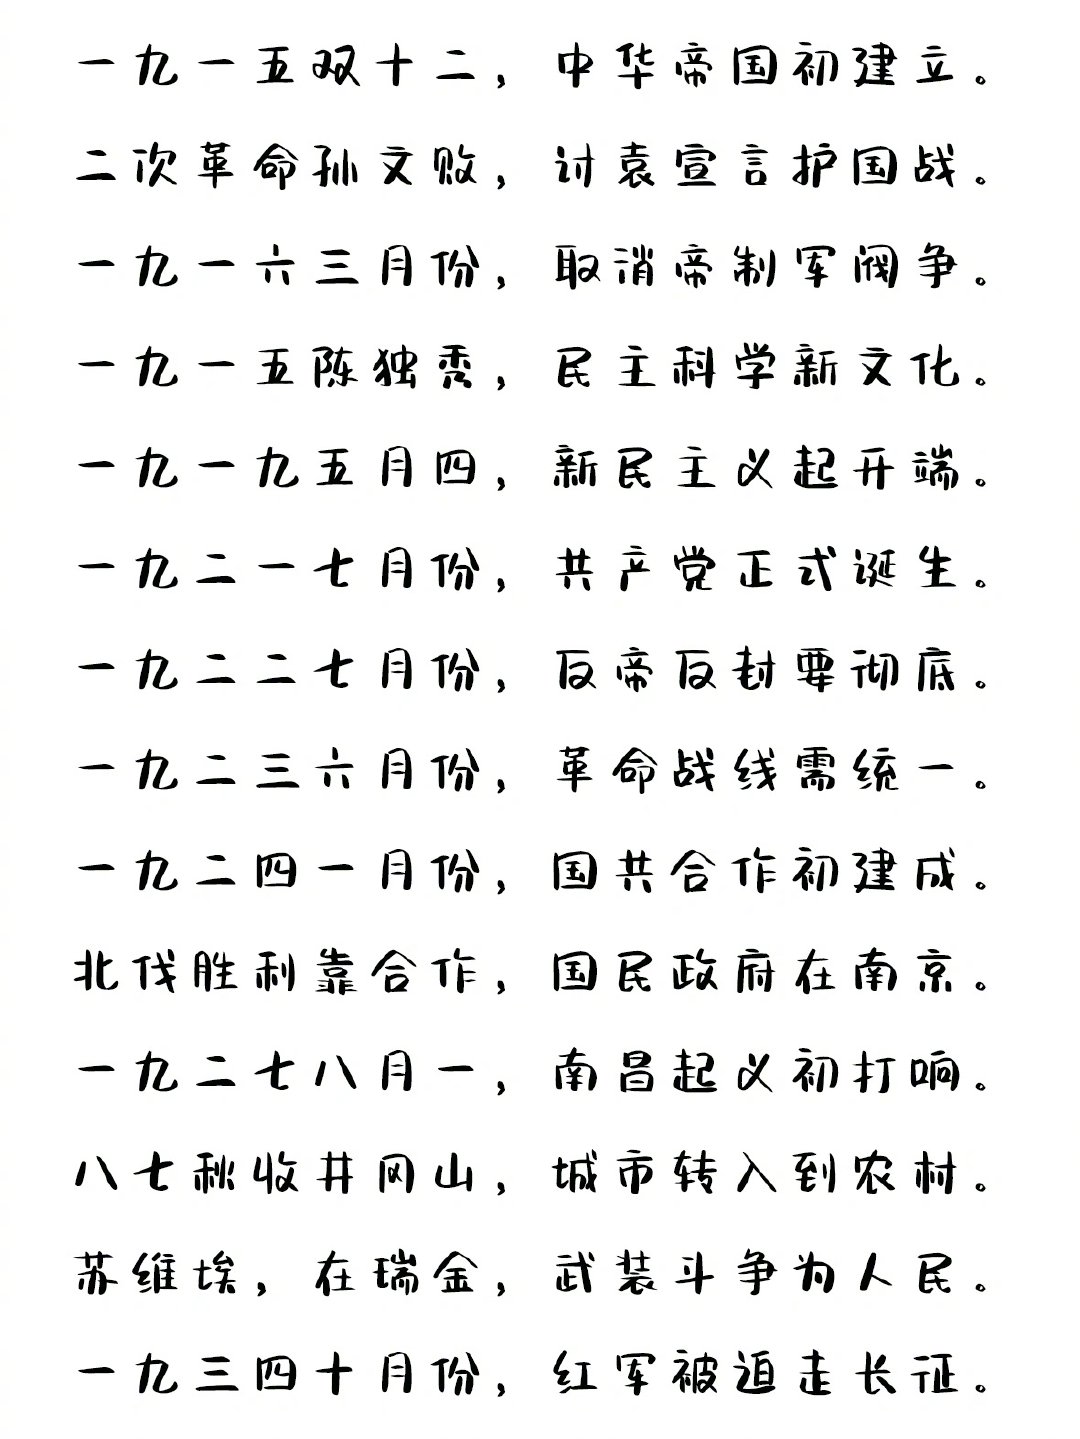 一九一五双十二，中华帝国初建立。
二次革命孙文败，讨袁宣言护国战。
一九一六三月份，取消帝制军阀争。
一九一五陈独秀，民主科学新文化。
一九一九五月四，新民主义起开端。
一九二一七月份，共产党正式诞生。
一九二二七月份，反帝反封要彻底。
一九二三六月份，革命战线需统一。
一九二四一月份，国共合作初建成。
北伐胜利靠合作，国民政府在南京。
一九二七八月一，南昌起义初打响。
八七秋收井冈山，城市转入到农村。
苏维埃，在瑞金，武装斗争为人民。
一九三四十月份，红军被迫走长征。